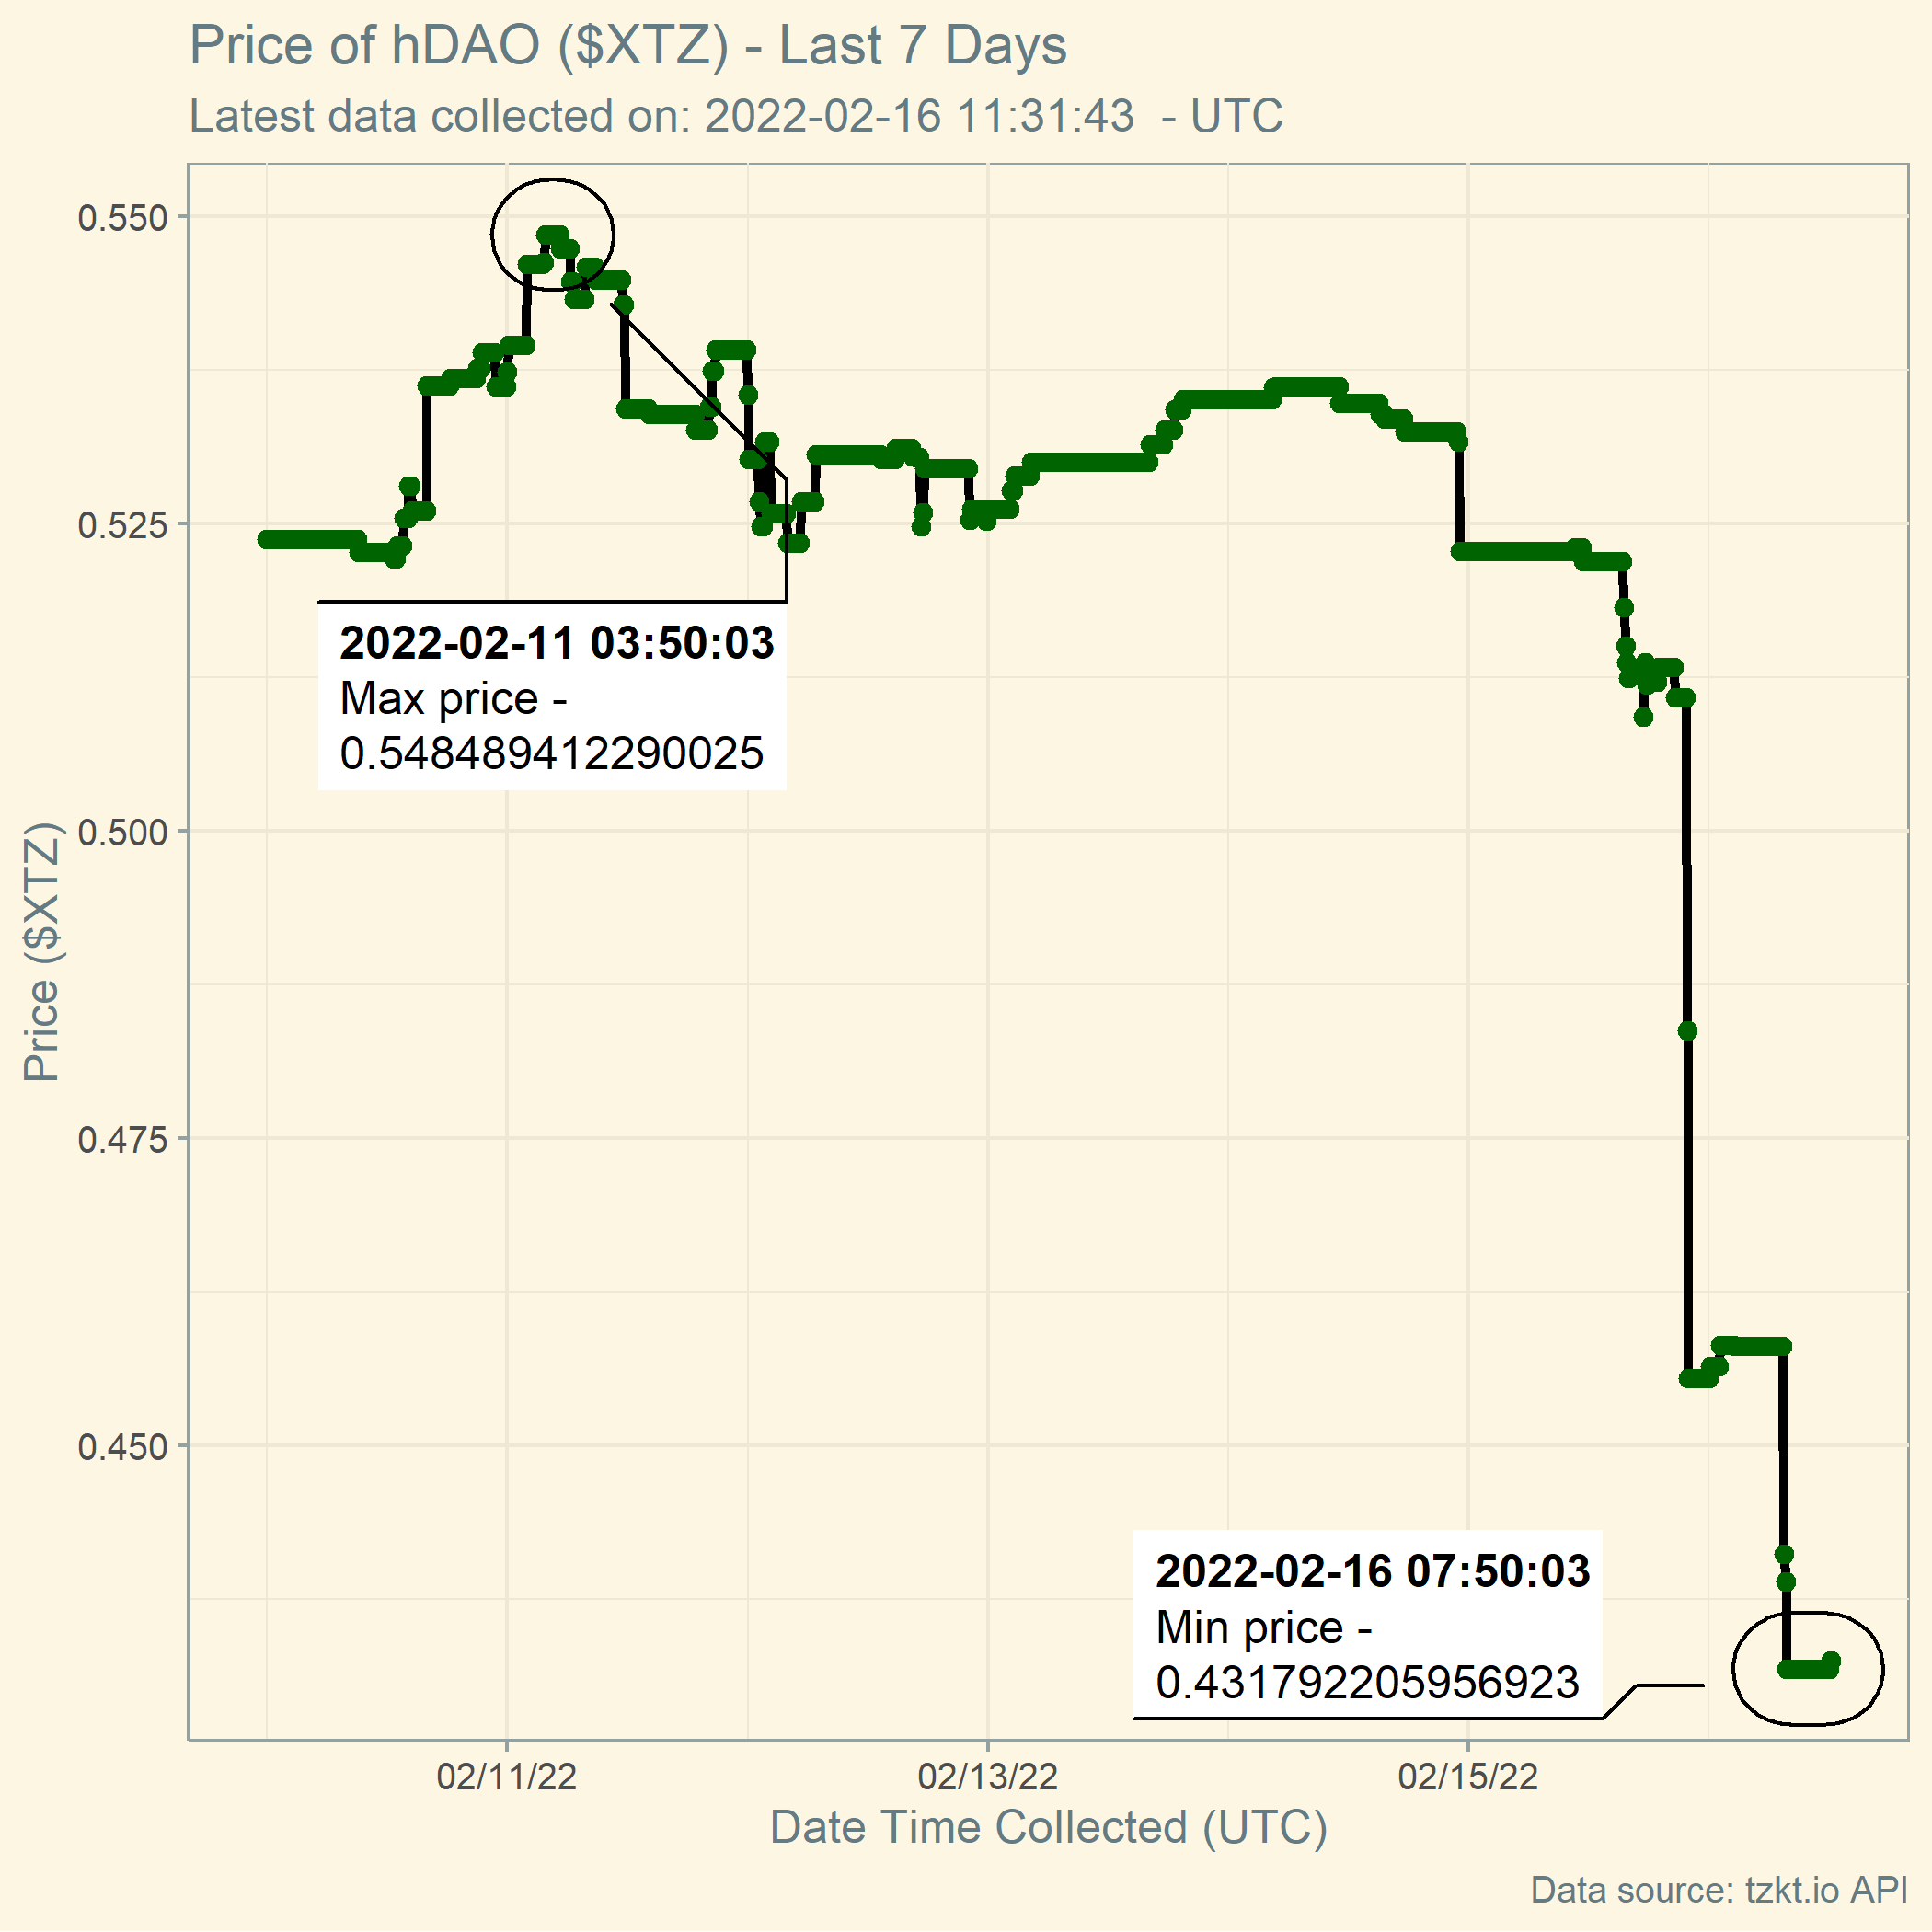 Price of hDAO ($XTZ) - Last 7 Days
Latest data collected on: 2022-02-16 11:31:43  - UTC
Price ($XTZ)
0.550
0.525
0.500
0.475
0.450
2022-02-11 03:50:03
Max price -
0.548489412290025
2022-02-16 07:50:03
Min price -
0.431792205956923
02/11/22
02/13/22
02/15/22
Date Time Collected (UTC)
Data source: tzkt.io API